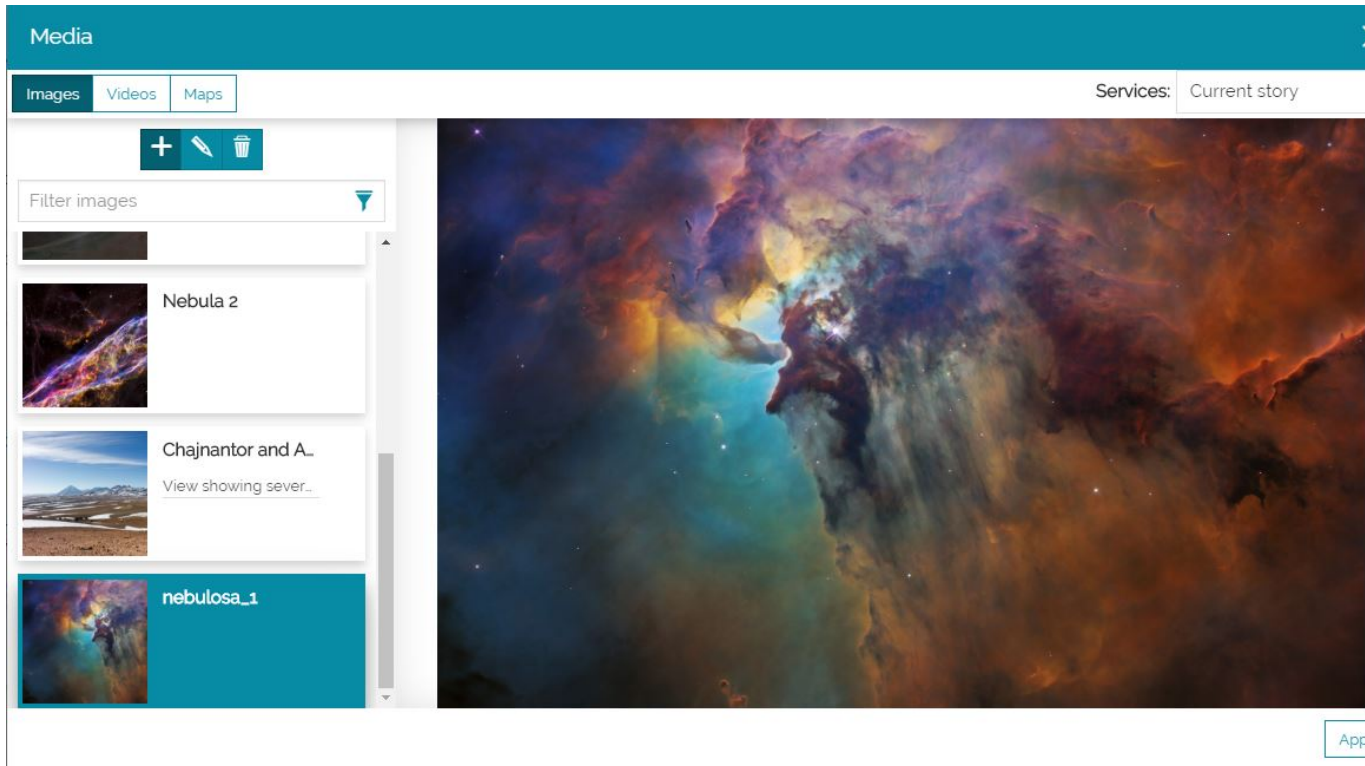 Media
Images Videos Maps Services: Current story
Filter images
Nebula 2
Chajnantor and A...
View showing sever...
nebulosa_1
App